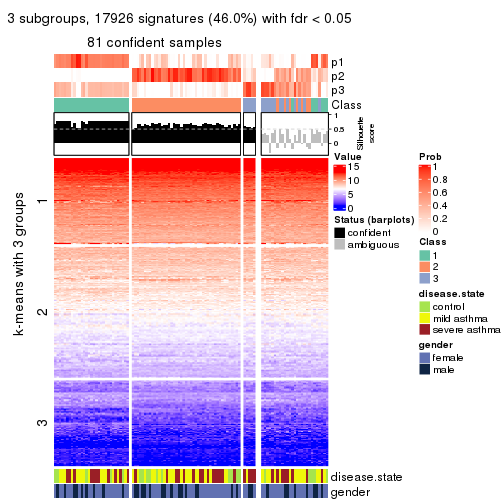 3 subgroups, 17926 signatures (46.0%) with fdr < 0.05
81 confident samples
p1
p2
p3
Class
1
0.5
0
Silhouette
score
k-means with 3 groups
1
2
3
Value
15
10
5
0
Status (barplots)
confident
ambiguous
Prob
1
0.8
0.6
0.4
0.2
0
Class
1
2
3
disease.state
control
mild asthma
severe asthma
gender
female
male
disease.state
gender